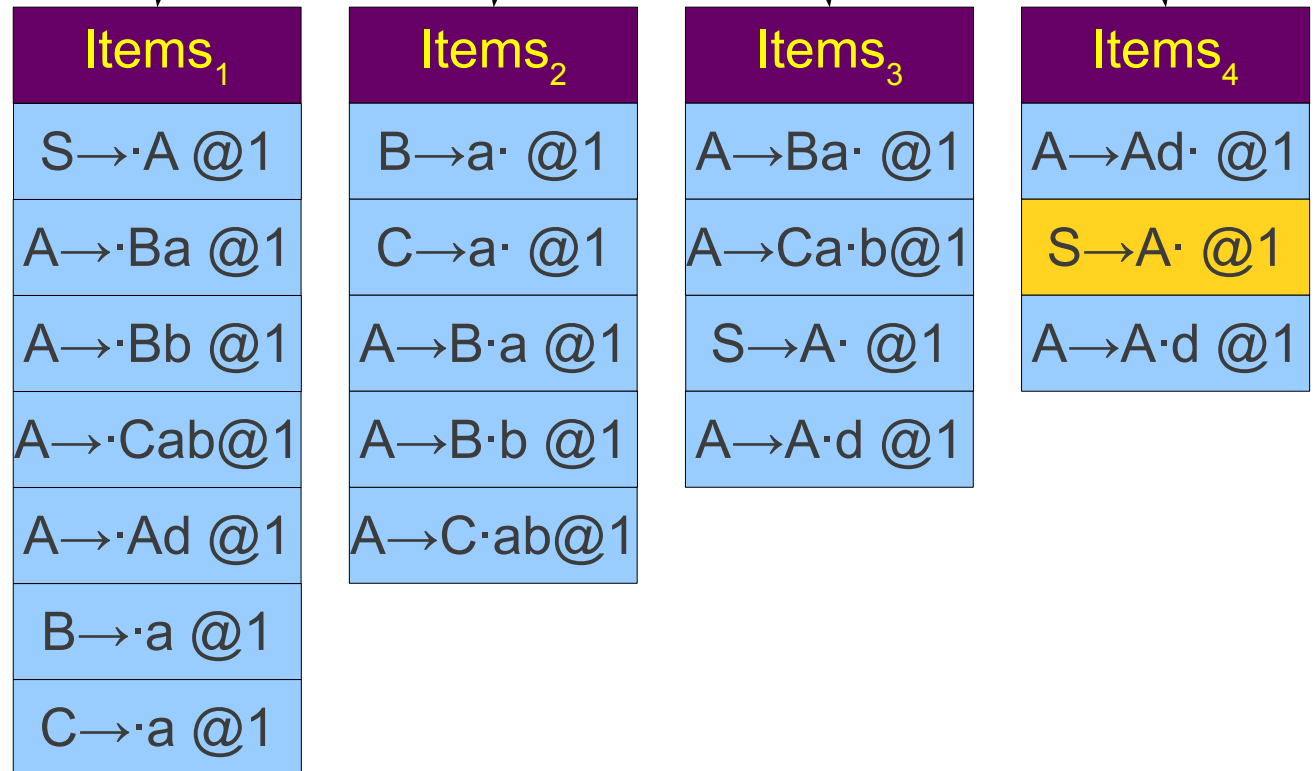 Items₁
S→·A @1
A→·Ba @1
A→·Bb @1
A→·Cab@1
A→·Ad @1
B→·a @1
C→·a @1
Items₂
B→a· @1
C→a· @1
A→B·a @1
A→B·b @1
A→C·ab@1
Items₃
A→Ba· @1
A→Ca·b@1
S→A· @1
A→A·d @1
Items₄
A→Ad· @1
S→A· @1
A→A·d @1